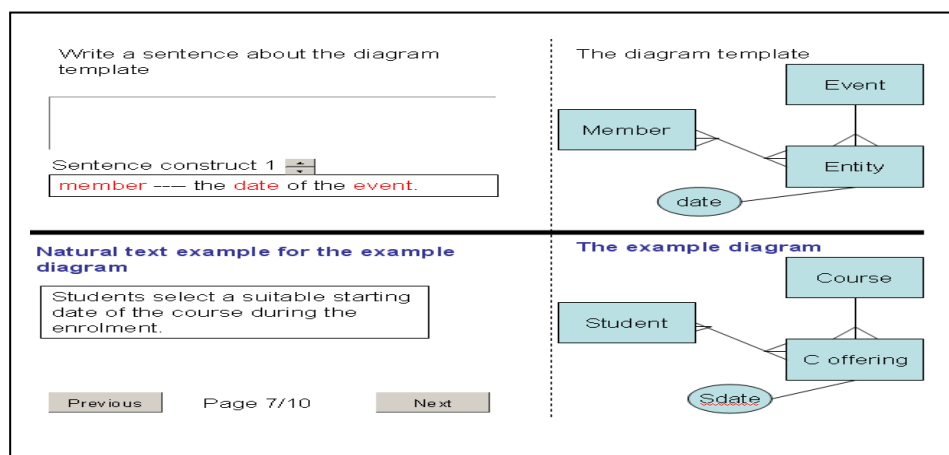 Write a sentence about the diagram
template
Sentence construct 1
member ---- the date of the event.
The diagram template
Event
Member
Entity
date
Natural text example for the example
diagram
Students select a suitable starting
date of the course during the
enrolment.
Previous
Page 7/10
Next
The example diagram
Course
Student
C offering
Sdate